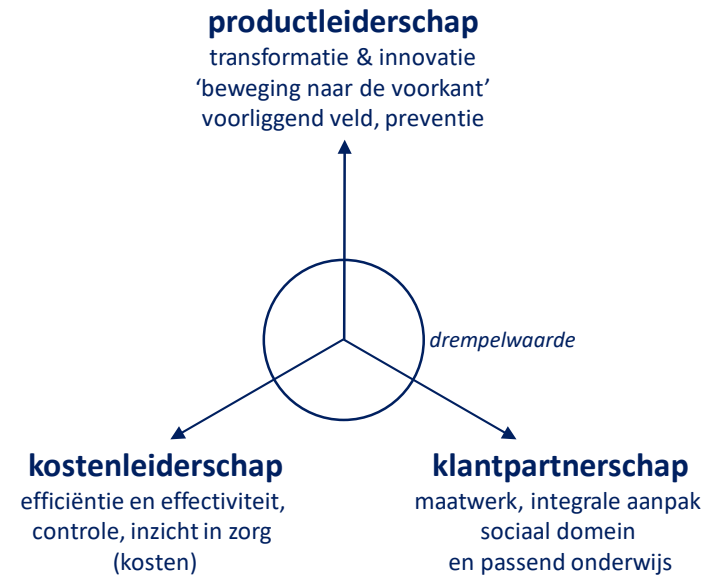 productleiderschap
transformatie & innovatie
‘beweging naar de voorkant’
voorliggend veld, preventie
drempelwaarde
kostenleiderschap
efficiëntie en effectiviteit,
controle, inzicht in zorg
(kosten)
klantpartnerschap
maatwerk, integrale aanpak
sociaal domein
en passend onderwijs